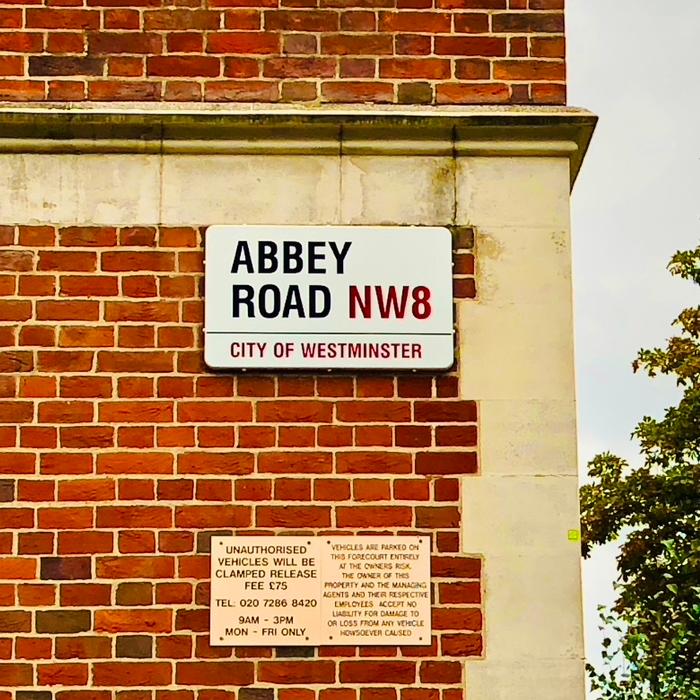 ABBEY
ROAD NW8
CITY OF WESTMINSTER
UNAUTHORISED
VEHICLES WILL BE
CLAMPED RELEASE
FEE £75
TEL: 020 7286 8420
9AM - 3PM
MON - FRI ONLY
VEHICLES ARE PARKED ON
THIS FORECOURT ENTIRELY
AT THE OWNERS RISK.
THE OWNER OF THIS
PROPERTY AND THE MANAGING
AGENTS AND THEIR RESPECTIVE
EMPLOYEES ACCEPT NO
LIABILITY FOR DAMAGE TO
OR LOSS FROM ANY VEHICLE
HOWSOEVER CAUSED